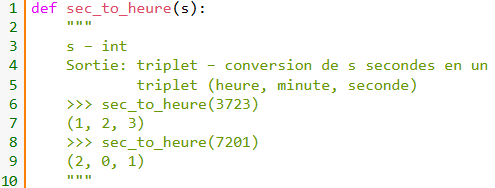 1 def sec_to_heure(s):
2 """
3 s – int
4 Sortie: triplet – conversion de s secondes en un
5 triplet (heure, minute, seconde)
6 >>> sec_to_heure(3723)
7 (1, 2, 3)
8 >>> sec_to_heure(7201)
9 (2, 0, 1)
10 """